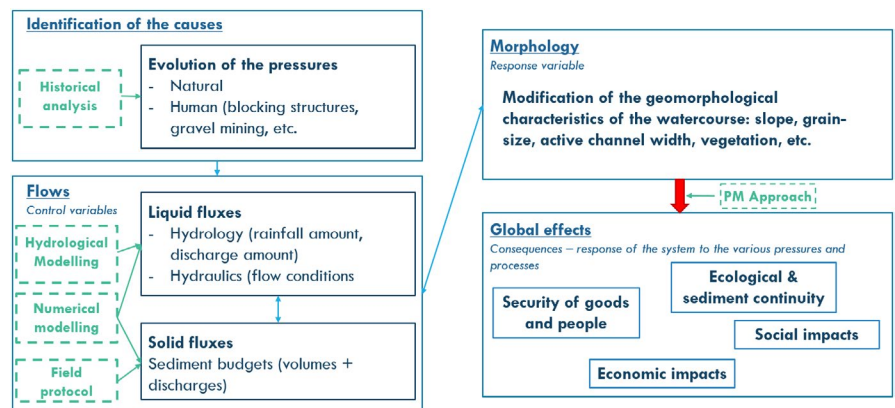 Identification of the causes
Historical
analysis
Evolution of the pressures
- Natural
- Human (blocking structures,
gravel mining, etc.
Flows
Control variables
Hydrological
Modelling
Numerical
modelling
Field
protocol
Liquid fluxes
- Hydrology (rainfall amount,
discharge amount)
- Hydraulics (flow conditions
Solid fluxes
Sediment budgets (volumes +
discharges)
Morphology
Response variable
Modification of the geomorphological
characteristics of the watercourse: slope, grain-
size, active channel width, vegetation, etc.
PM Approach
Global effects
Consequences – response of the system to the various pressures and
processes
Security of goods
and people
Ecological &
sediment continuity
Social impacts
Economic impacts